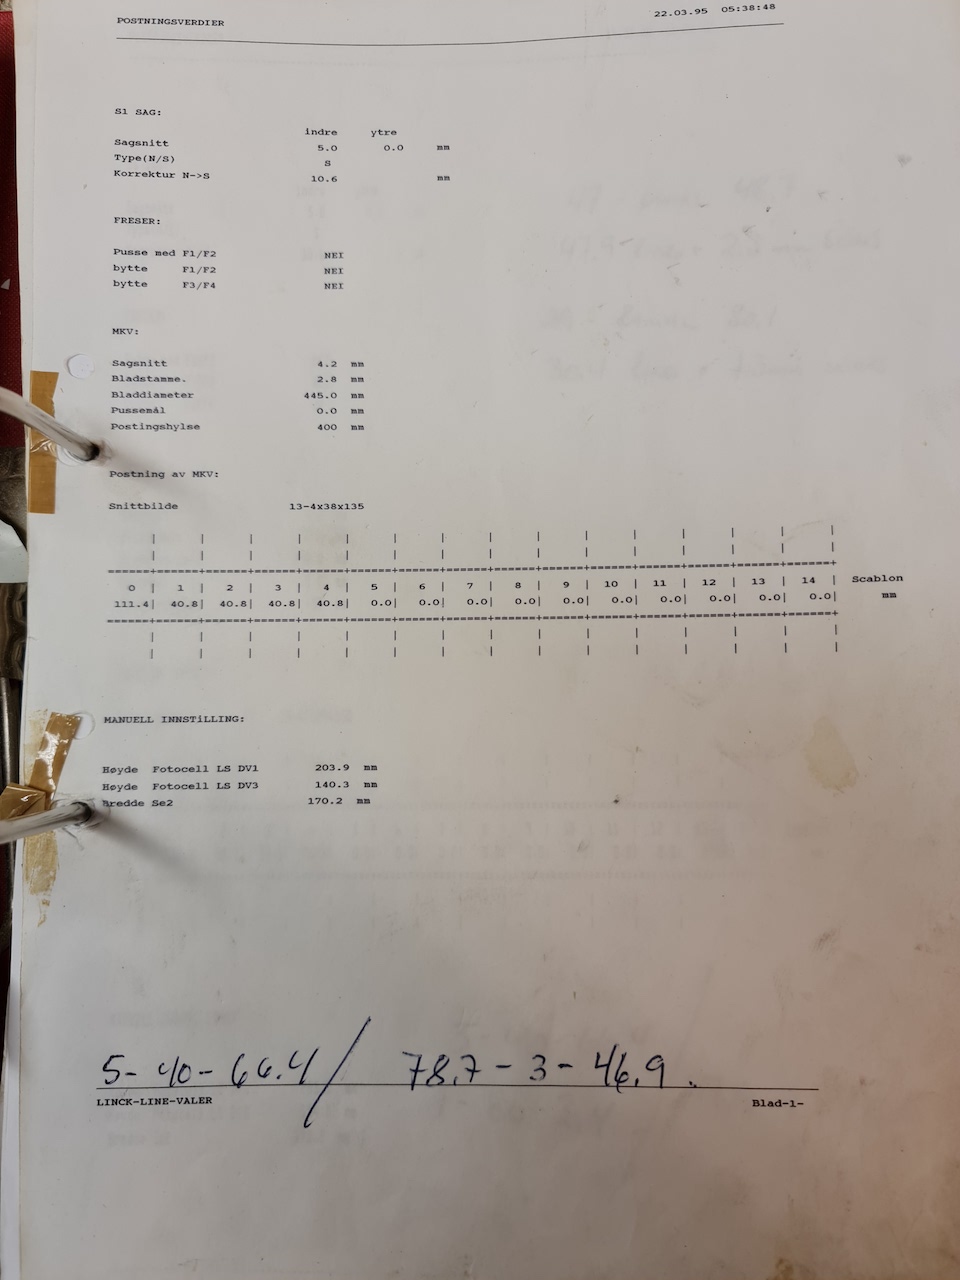 22.03.95 05:38:48
POSTNINGSVERDIER
S1 SAG:
indre ytre
Sagsnitt 5.0 0.0 mm
Type(N/S) S
Korrektur N->S 10.6 mm
FRESER:
Pusse med F1/F2 NEI
bytte F1/F2 NEI
bytte F3/F4 NEI
MKV:
Sagsnitt 4.2 mm
Bladstamme. 2.8 mm
Bladdiameter 445.0 mm
Pussemål 0.0 mm
Postingshylse 400 mm
Postning av MKV:
Snittbilde 13-4x38x135
0 | 1 | 2 | 3 | 4 | 5 | 6 | 7 | 8 | 9 | 10 | 11 | 12 | 13 | 14 | Scablon
111.4| 40.8| 40.8| 40.8| 40.8| 0.0| 0.0| 0.0| 0.0| 0.0| 0.0| 0.0| 0.0| 0.0| 0.0| mm
MANUELL INNSTiLLING:
Høyde Fotocell LS DV1 203.9 mm
Høyde Fotocell LS DV3 140.3 mm
Bredde Se2 170.2 mm
5-40-66.4 / 78.7-3-46.9.
LINCK-LINE-VALER Blad-1-